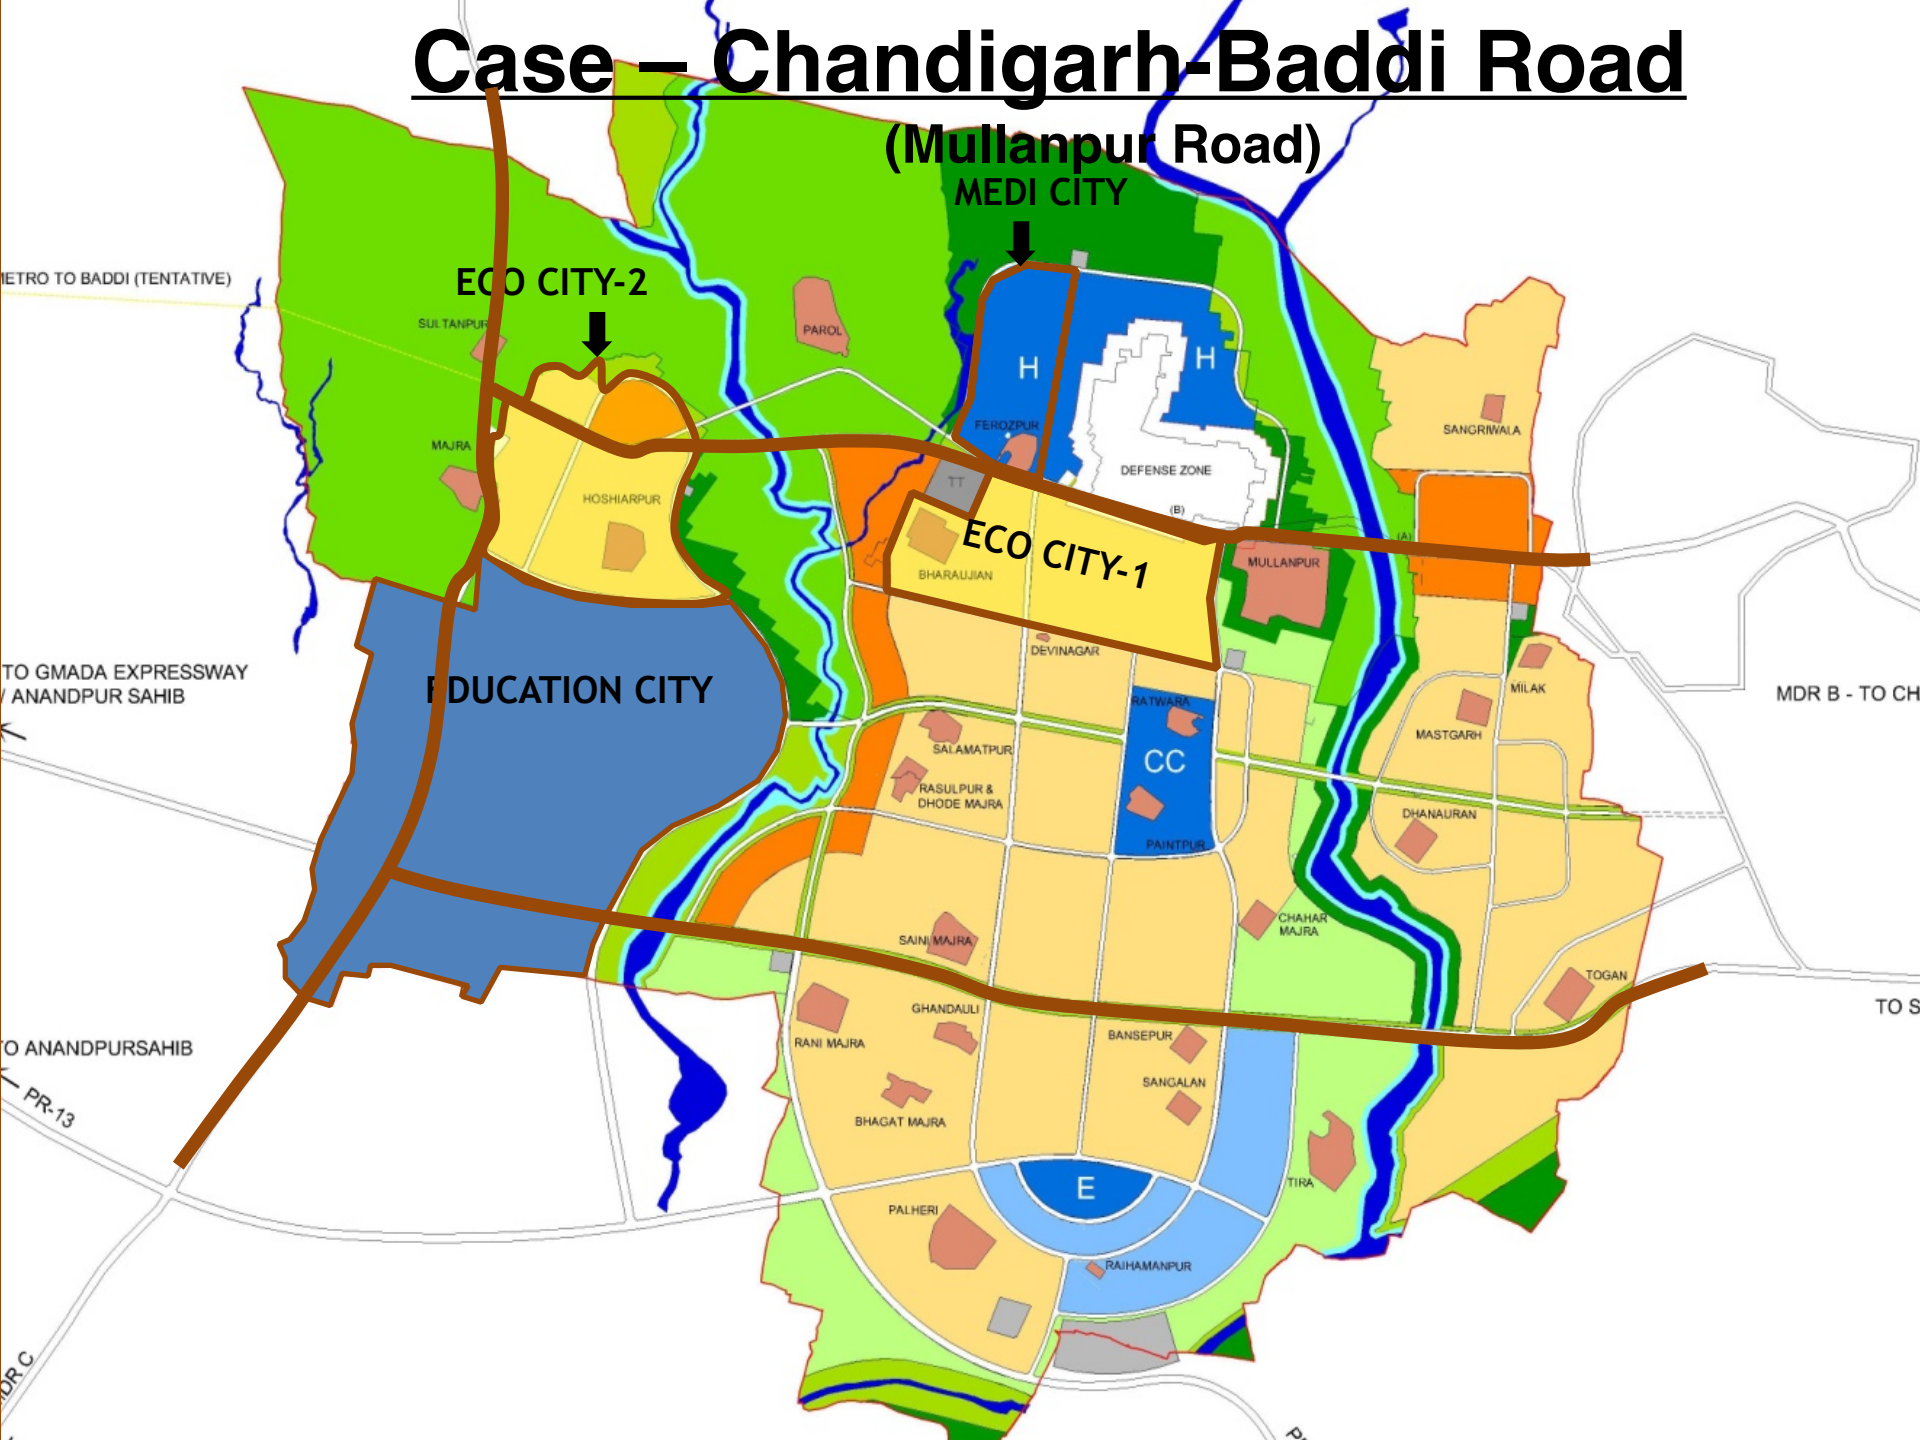 Case – Chandigarh-Baddi Road
(Mullanpur Road)
MEDI CITY
ECO CITY-2
METRO TO BADDI (TENTATIVE)
SULTANPUR
PAROL
H
H
SANGRIWALA
FEROZPUR
MAJRA
DEFENSE ZONE
TT
HOSHIARPUR
(B)
(A)
ECO CITY-1
BHARAUJIAN
MULLANPUR
DEVINAGAR
TO GMADA EXPRESSWAY
/ ANANDPUR SAHIB
EDUCATION CITY
MILAK
MDR B - TO CH
RATWARA
MASTGARH
SALAMATPUR
CC
RASULPUR &
DHODE MAJRA
DHANAURAN
PAINTPUR
CHAHAR
MAJRA
SAINI MAJRA
TOGAN
TO S
GHANDAULI
RANI MAJRA
BANSEPUR
TO ANANDPURSAHIB
SANGALAN
PR-13
BHAGAT MAJRA
TIRA
E
PALHERI
RAIHAMANPUR
MDR C